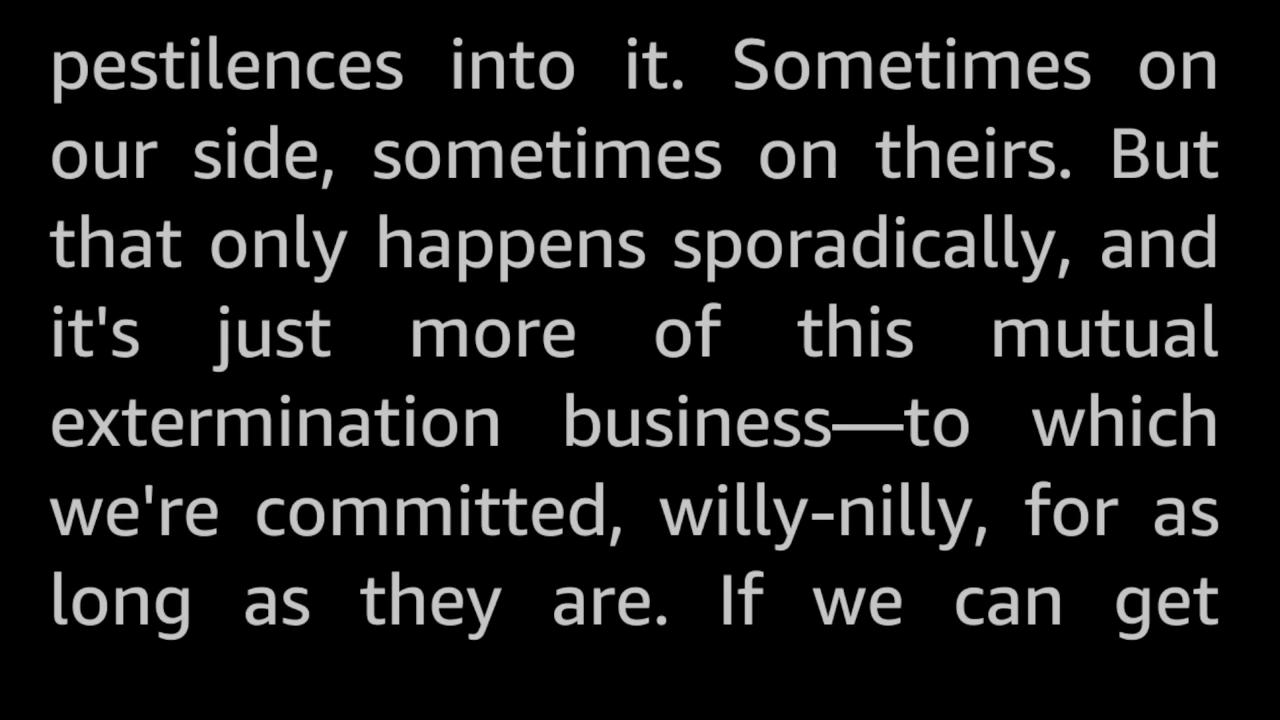 pestilences into it. Sometimes on
our side, sometimes on theirs. But
that only happens sporadically, and
it's just more of this mutual
extermination business—to which
we're committed, willy-nilly, for as
long as they are. If we can get